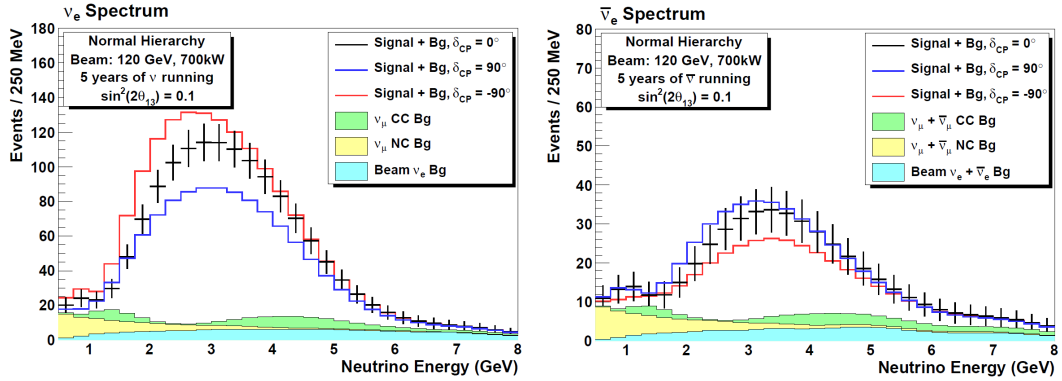 νe Spectrum
Events / 250 MeV
180
160
140
120
100
80
60
40
20
0
Normal Hierarchy
Beam: 120 GeV, 700kW
5 years of ν running
sin²(2θ13) = 0.1
Signal + Bg, δCP = 0°
Signal + Bg, δCP = 90°
Signal + Bg, δCP = -90°
νμ CC Bg
νμ NC Bg
Beam νe Bg
1 2 3 4 5 6 7 8
Neutrino Energy (GeV)
ν̅e Spectrum
Events / 250 MeV
80
70
60
50
40
30
20
10
0
Normal Hierarchy
Beam: 120 GeV, 700kW
5 years of ν̅ running
sin²(2θ13) = 0.1
Signal + Bg, δCP = 0°
Signal + Bg, δCP = 90°
Signal + Bg, δCP = -90°
νμ + ν̅μ CC Bg
νμ + ν̅μ NC Bg
Beam νe + ν̅e Bg
1 2 3 4 5 6 7 8
Neutrino Energy (GeV)